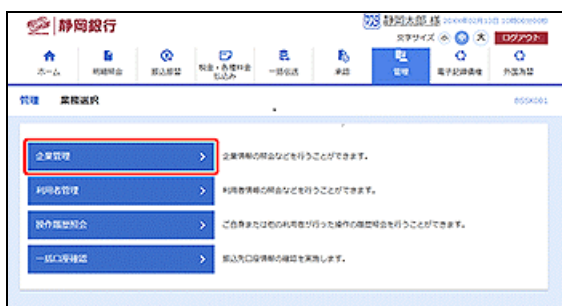 静岡銀行
静岡太郎 様
文字サイズ 小 中 大 ログアウト
ホーム 明細照会 振込振替 税金・各種料金 一括伝送 承認 管理 電子記録債権 外国為替
払込み
管理 業務選択 BSSK001
企業管理 企業情報の照会などを行うことができます。
利用者管理 利用者情報の照会などを行うことができます。
操作履歴照会 ご自身または他の利用者が行った操作の履歴照会を行うことができます。
一括口座確認 振込先口座情報の確認を実施します。